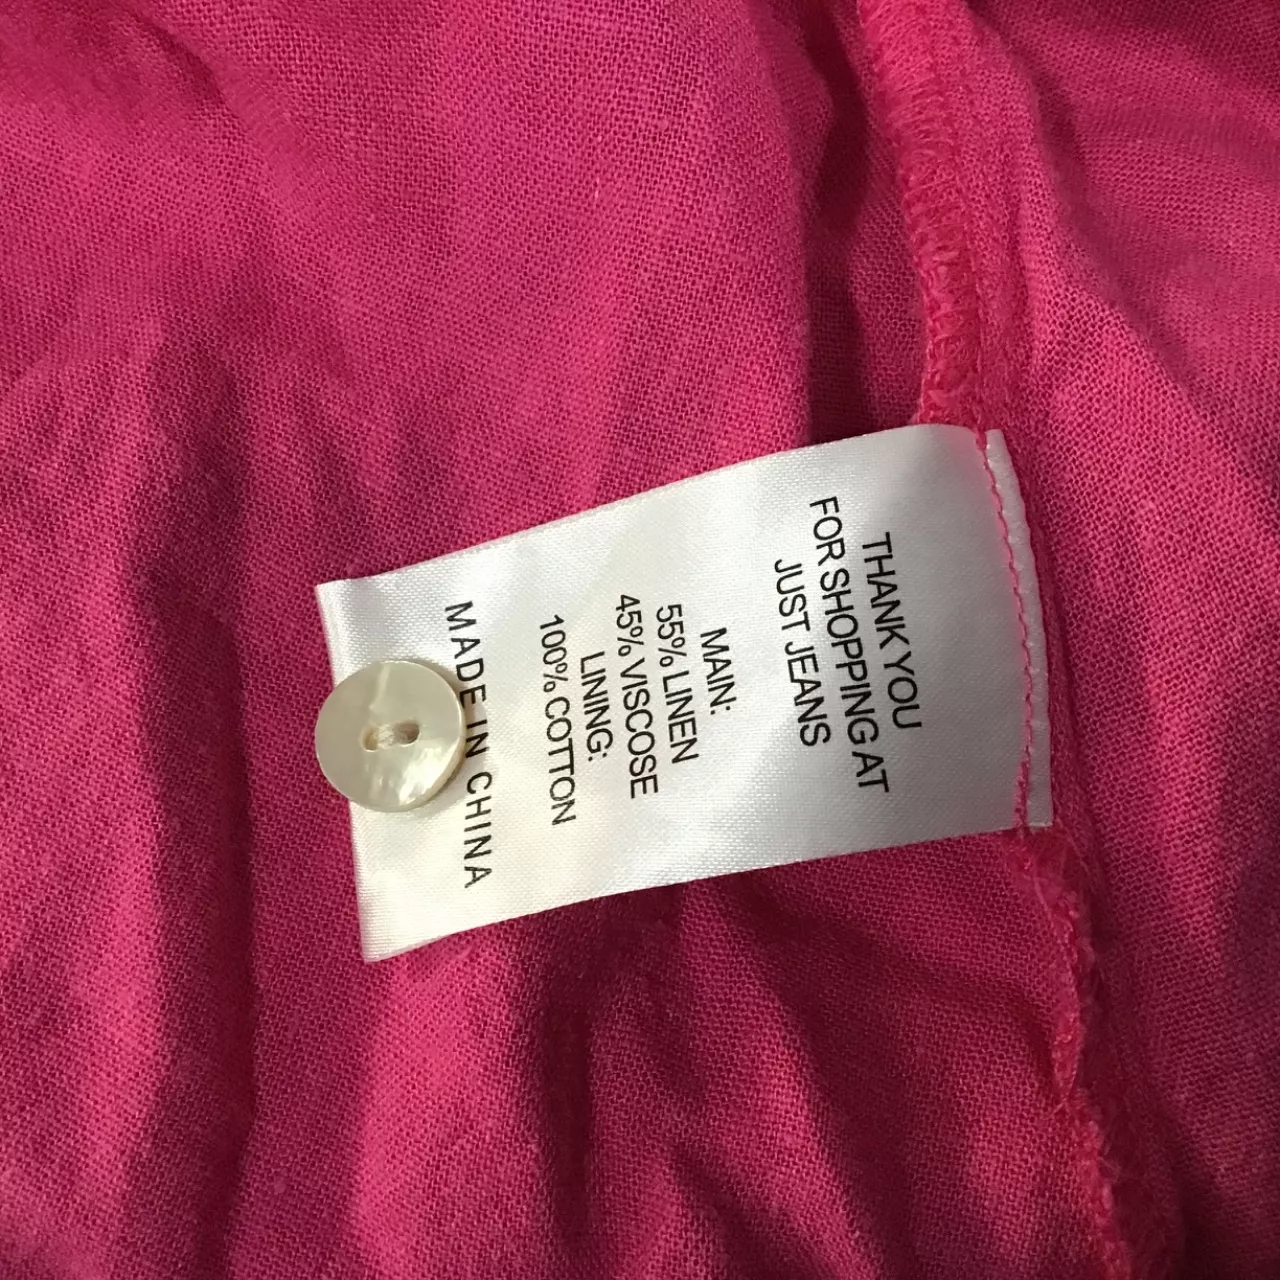 THANK YOU
FOR SHOPPING AT
JUST JEANS
MAIN:
55% LINEN
45% VISCOSE
LINING:
100% COTTON
MADE IN CHINA